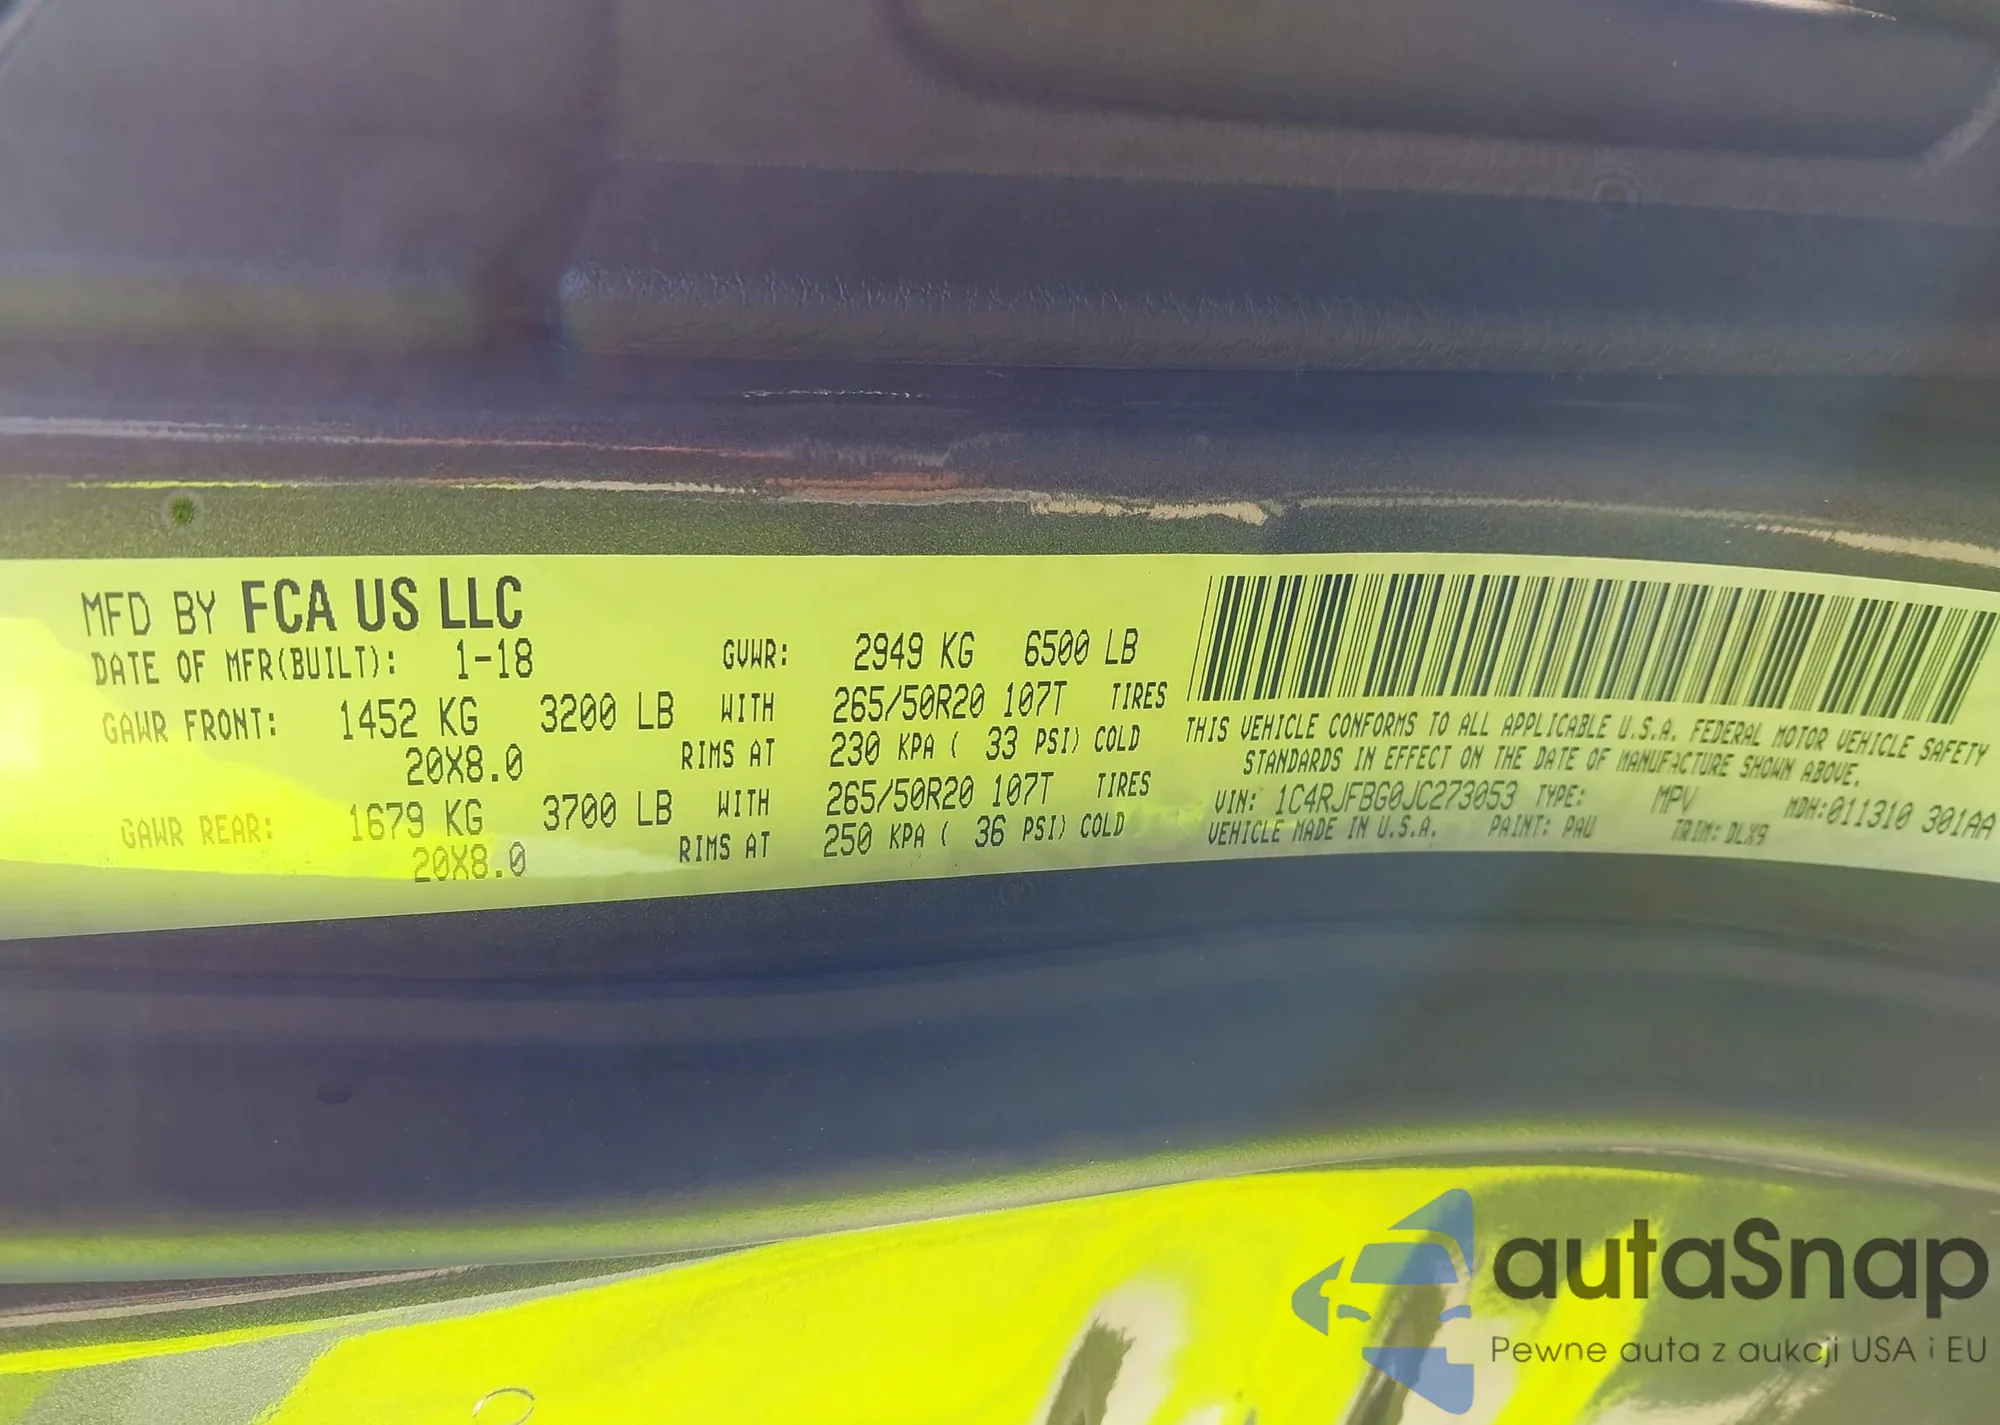 MFD BY FCA US LLC
DATE OF MFR(BUILT): 1-18 GVWR: 2949 KG 6500 LB
GAWR FRONT: 1452 KG 3200 LB WITH 265/50R20 107T TIRES
20X8.0 RIMS AT 230 KPA ( 33 PSI) COLD
GAWR REAR: 1679 KG 3700 LB WITH 265/50R20 107T TIRES
20X8.0 RIMS AT 250 KPA ( 36 PSI) COLD
THIS VEHICLE CONFORMS TO ALL APPLICABLE U.S.A. FEDERAL MOTOR VEHICLE SAFETY
STANDARDS IN EFFECT ON THE DATE OF MANUFACTURE SHOWN ABOVE.
VIN: 1C4RJFBG0JC273053 TYPE: MPV MDH:011310 301AA
VEHICLE MADE IN U.S.A. PAINT: PAU TRIM: DLX9
autaSnap
Pewne auta z aukcji USA i EU